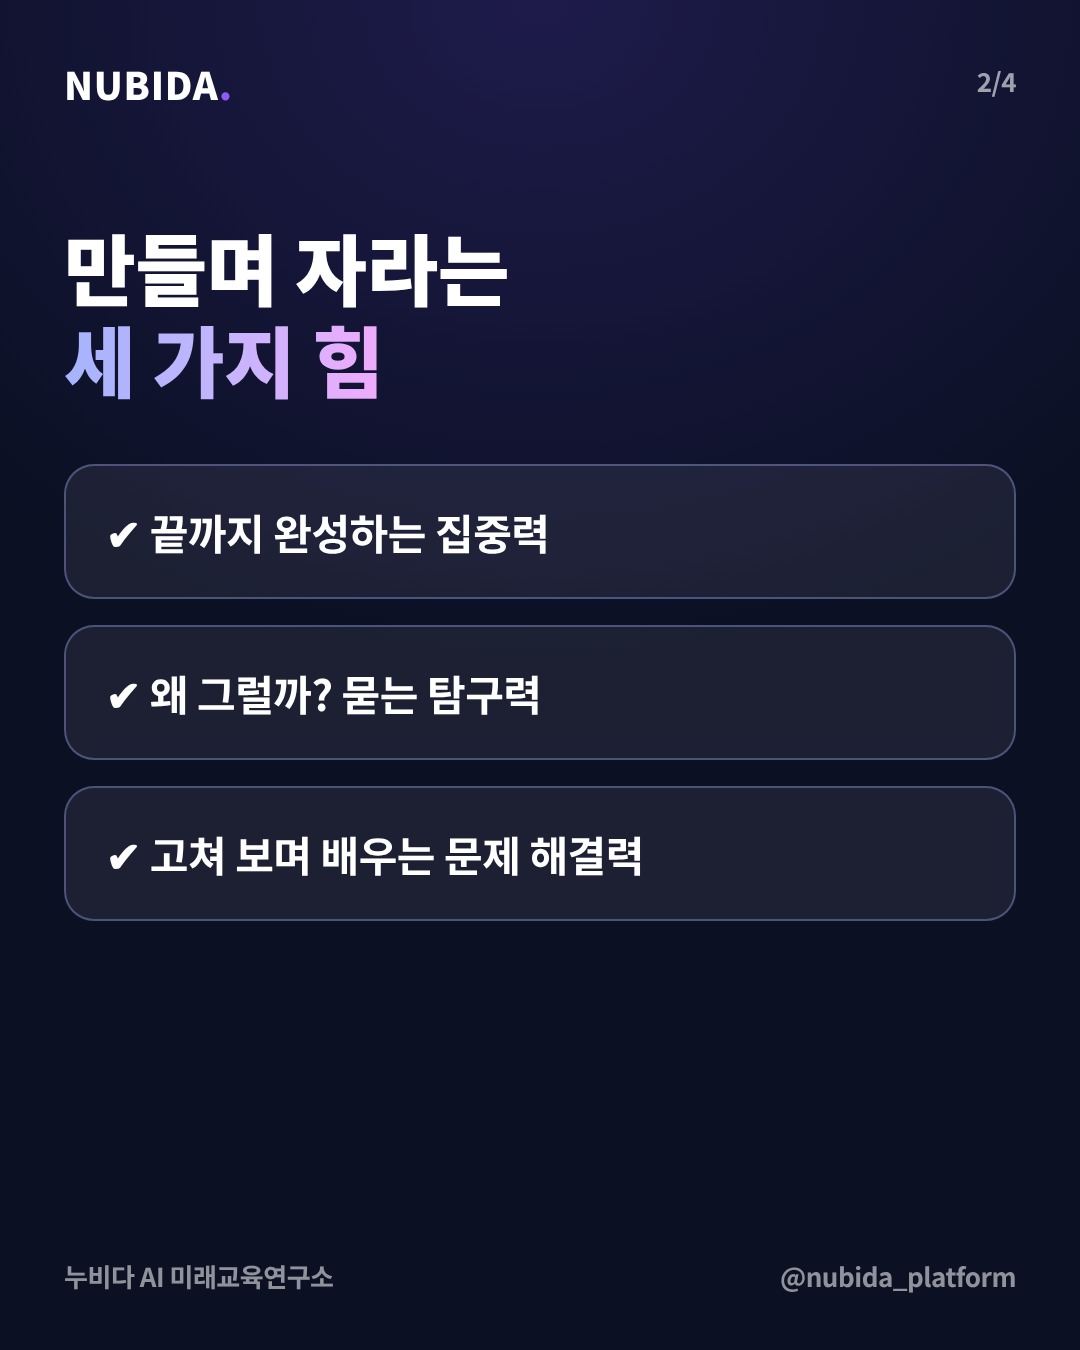 NUBIDA.
2/4
만들며 자라는
세 가지 힘
✔ 끝까지 완성하는 집중력
✔ 왜 그럴까? 묻는 탐구력
✔ 고쳐 보며 배우는 문제 해결력
누비다 AI 미래교육연구소
@nubida_platform